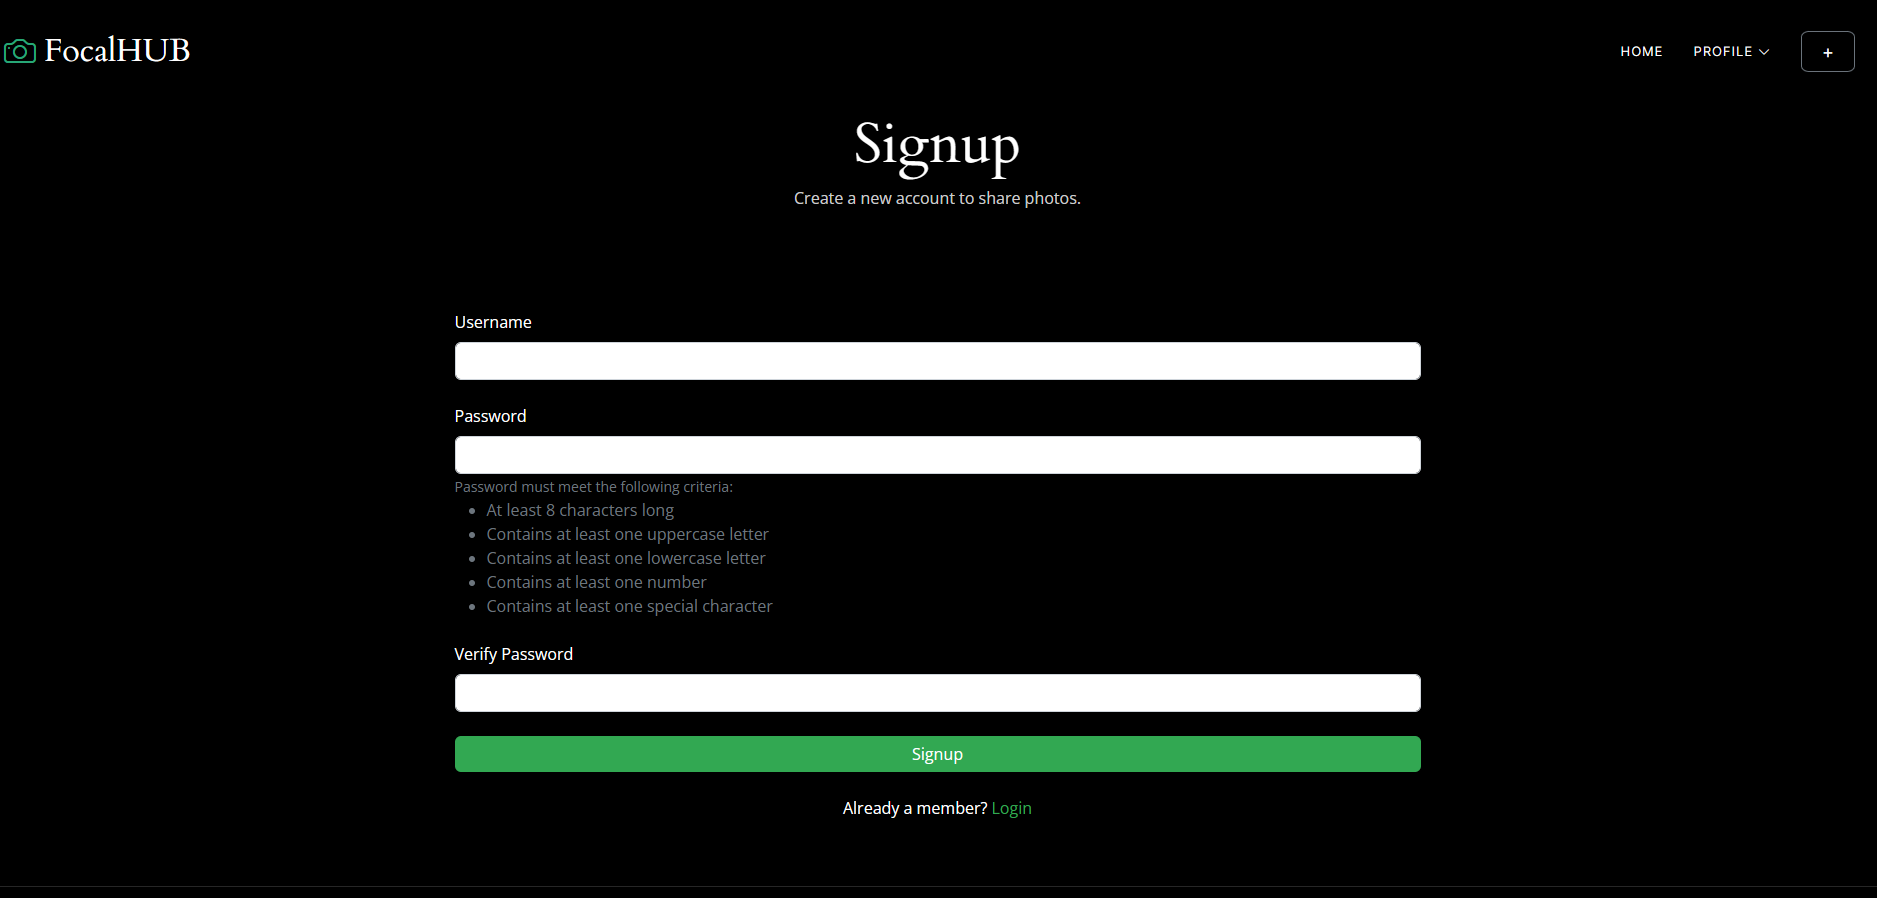 FocalHUB
HOME PROFILE +
Signup
Create a new account to share photos.
Username
Password
Password must meet the following criteria:
• At least 8 characters long
• Contains at least one uppercase letter
• Contains at least one lowercase letter
• Contains at least one number
• Contains at least one special character
Verify Password
Signup
Already a member? Login